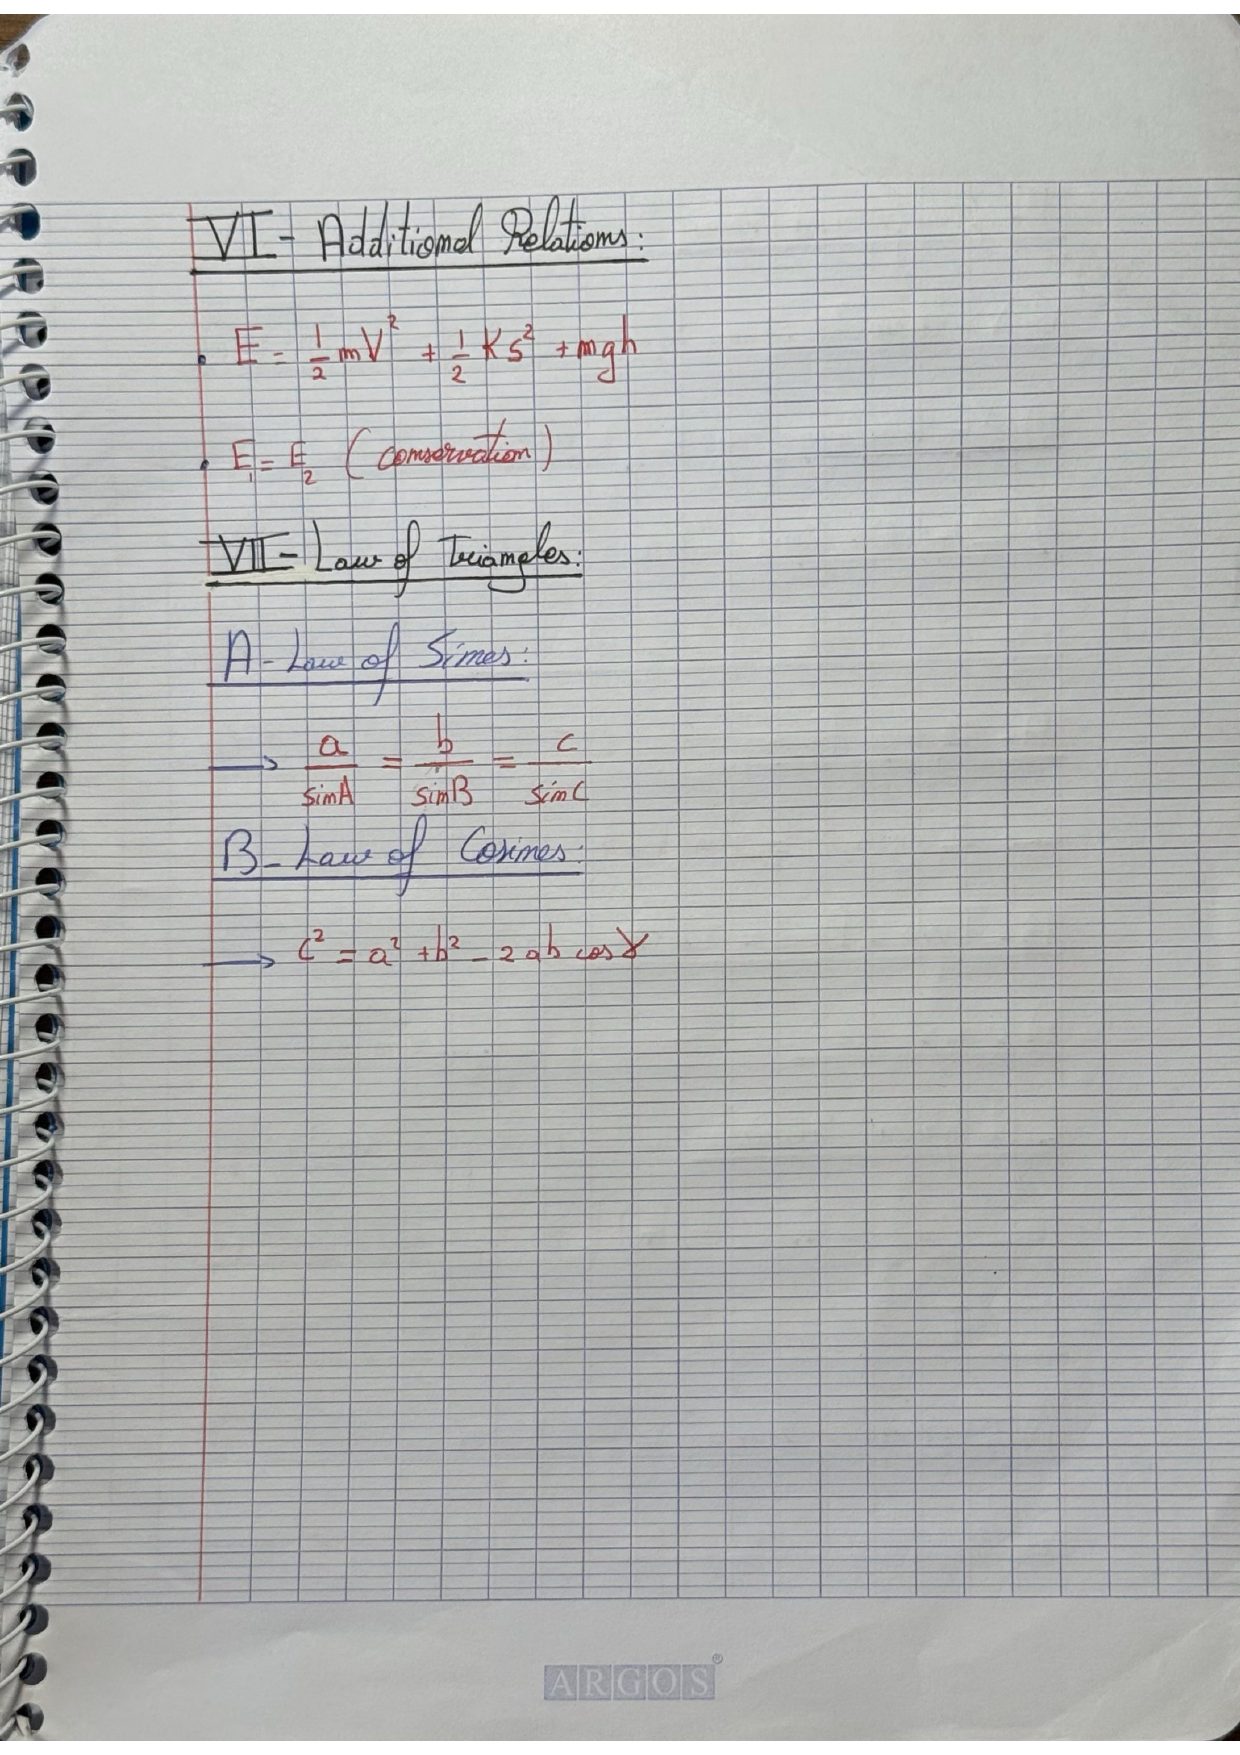 VI - Additional Relations:
• E = 1/2 mV² + 1/2 KS² + mgh
• E₁ = E₂ (conservation)
VII - Law of Triangles:
A - Law of Sines:
→ a/sinA = b/sinB = c/sinC
B - Law of Cosines:
→ C² = a² + b² - 2ab cos γ
ARGOS®